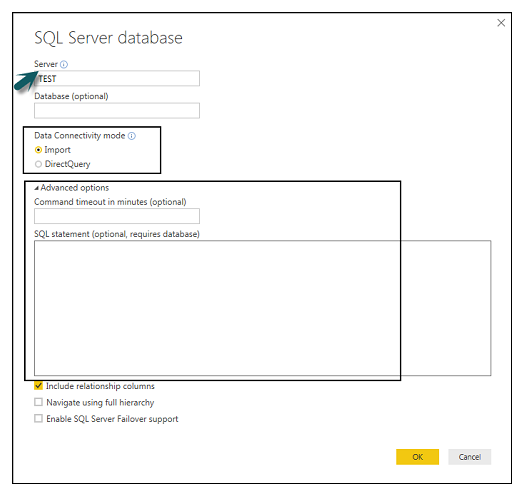 SQL Server database
Server
TEST
Database (optional)
Data Connectivity mode
Import
DirectQuery
Advanced options
Command timeout in minutes (optional)
SQL statement (optional, requires database)
Include relationship columns
Navigate using full hierarchy
Enable SQL Server Failover support
OK Cancel